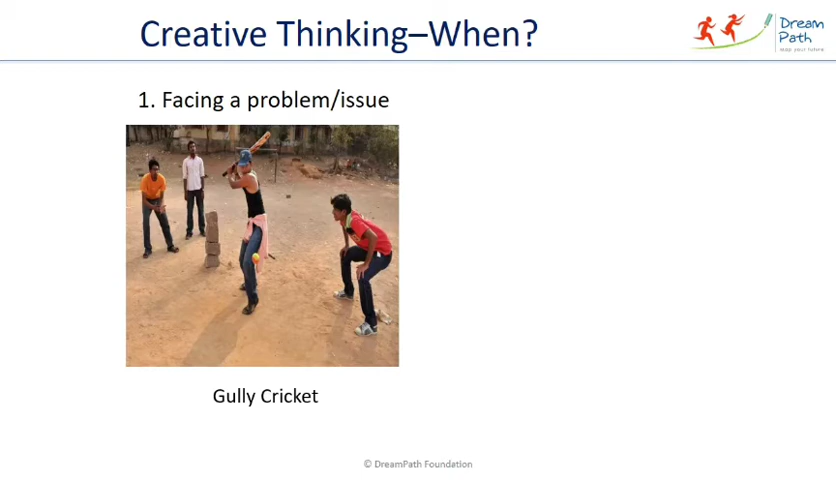 Creative Thinking–When?
Dream
Path
map your future
1. Facing a problem/issue
Gully Cricket
© DreamPath Foundation